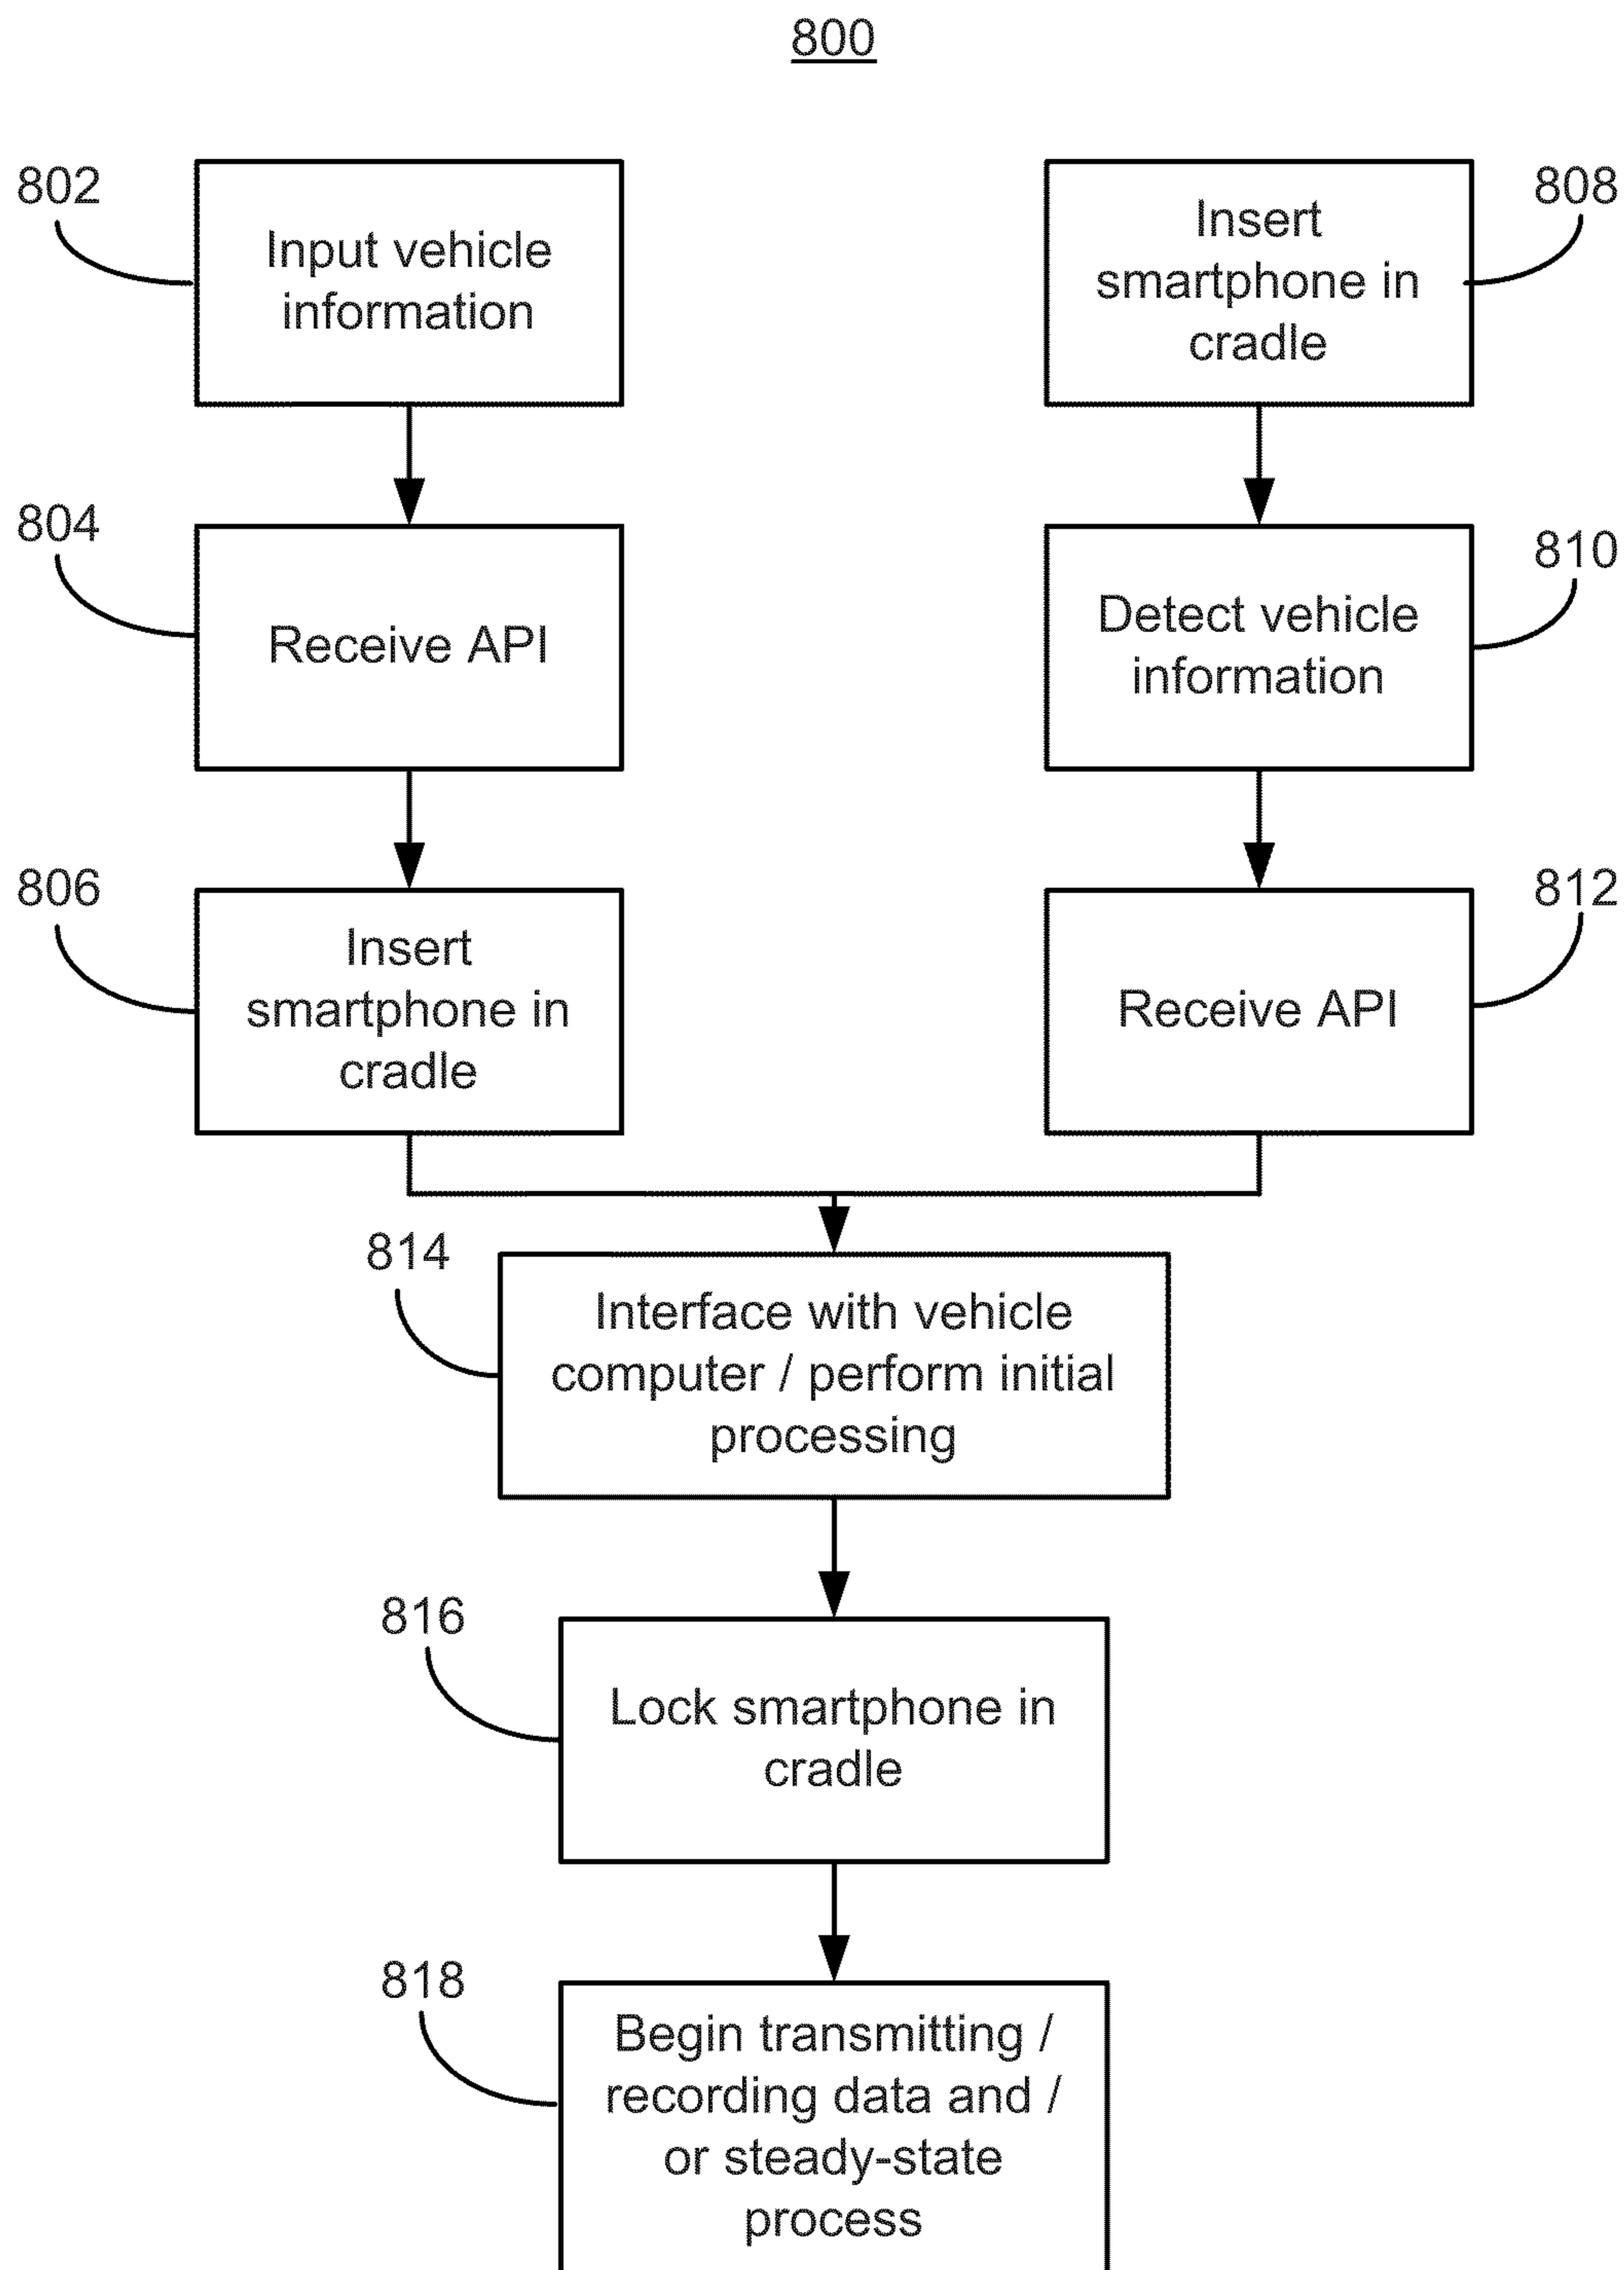 800
802
Input vehicle
information
808
Insert
smartphone in
cradle
804
Receive API
810
Detect vehicle
information
806
Insert
smartphone in
cradle
812
Receive API
814
Interface with vehicle
computer / perform initial
processing
816
Lock smartphone in
cradle
818
Begin transmitting /
recording data and /
or steady-state
process